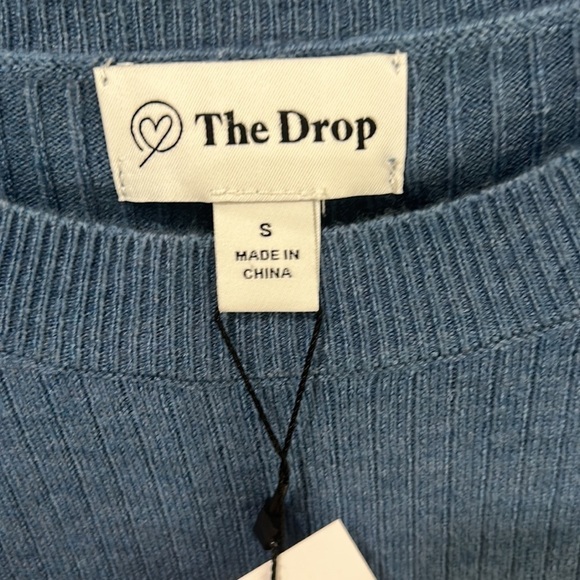 The Drop
S
MADE IN
CHINA